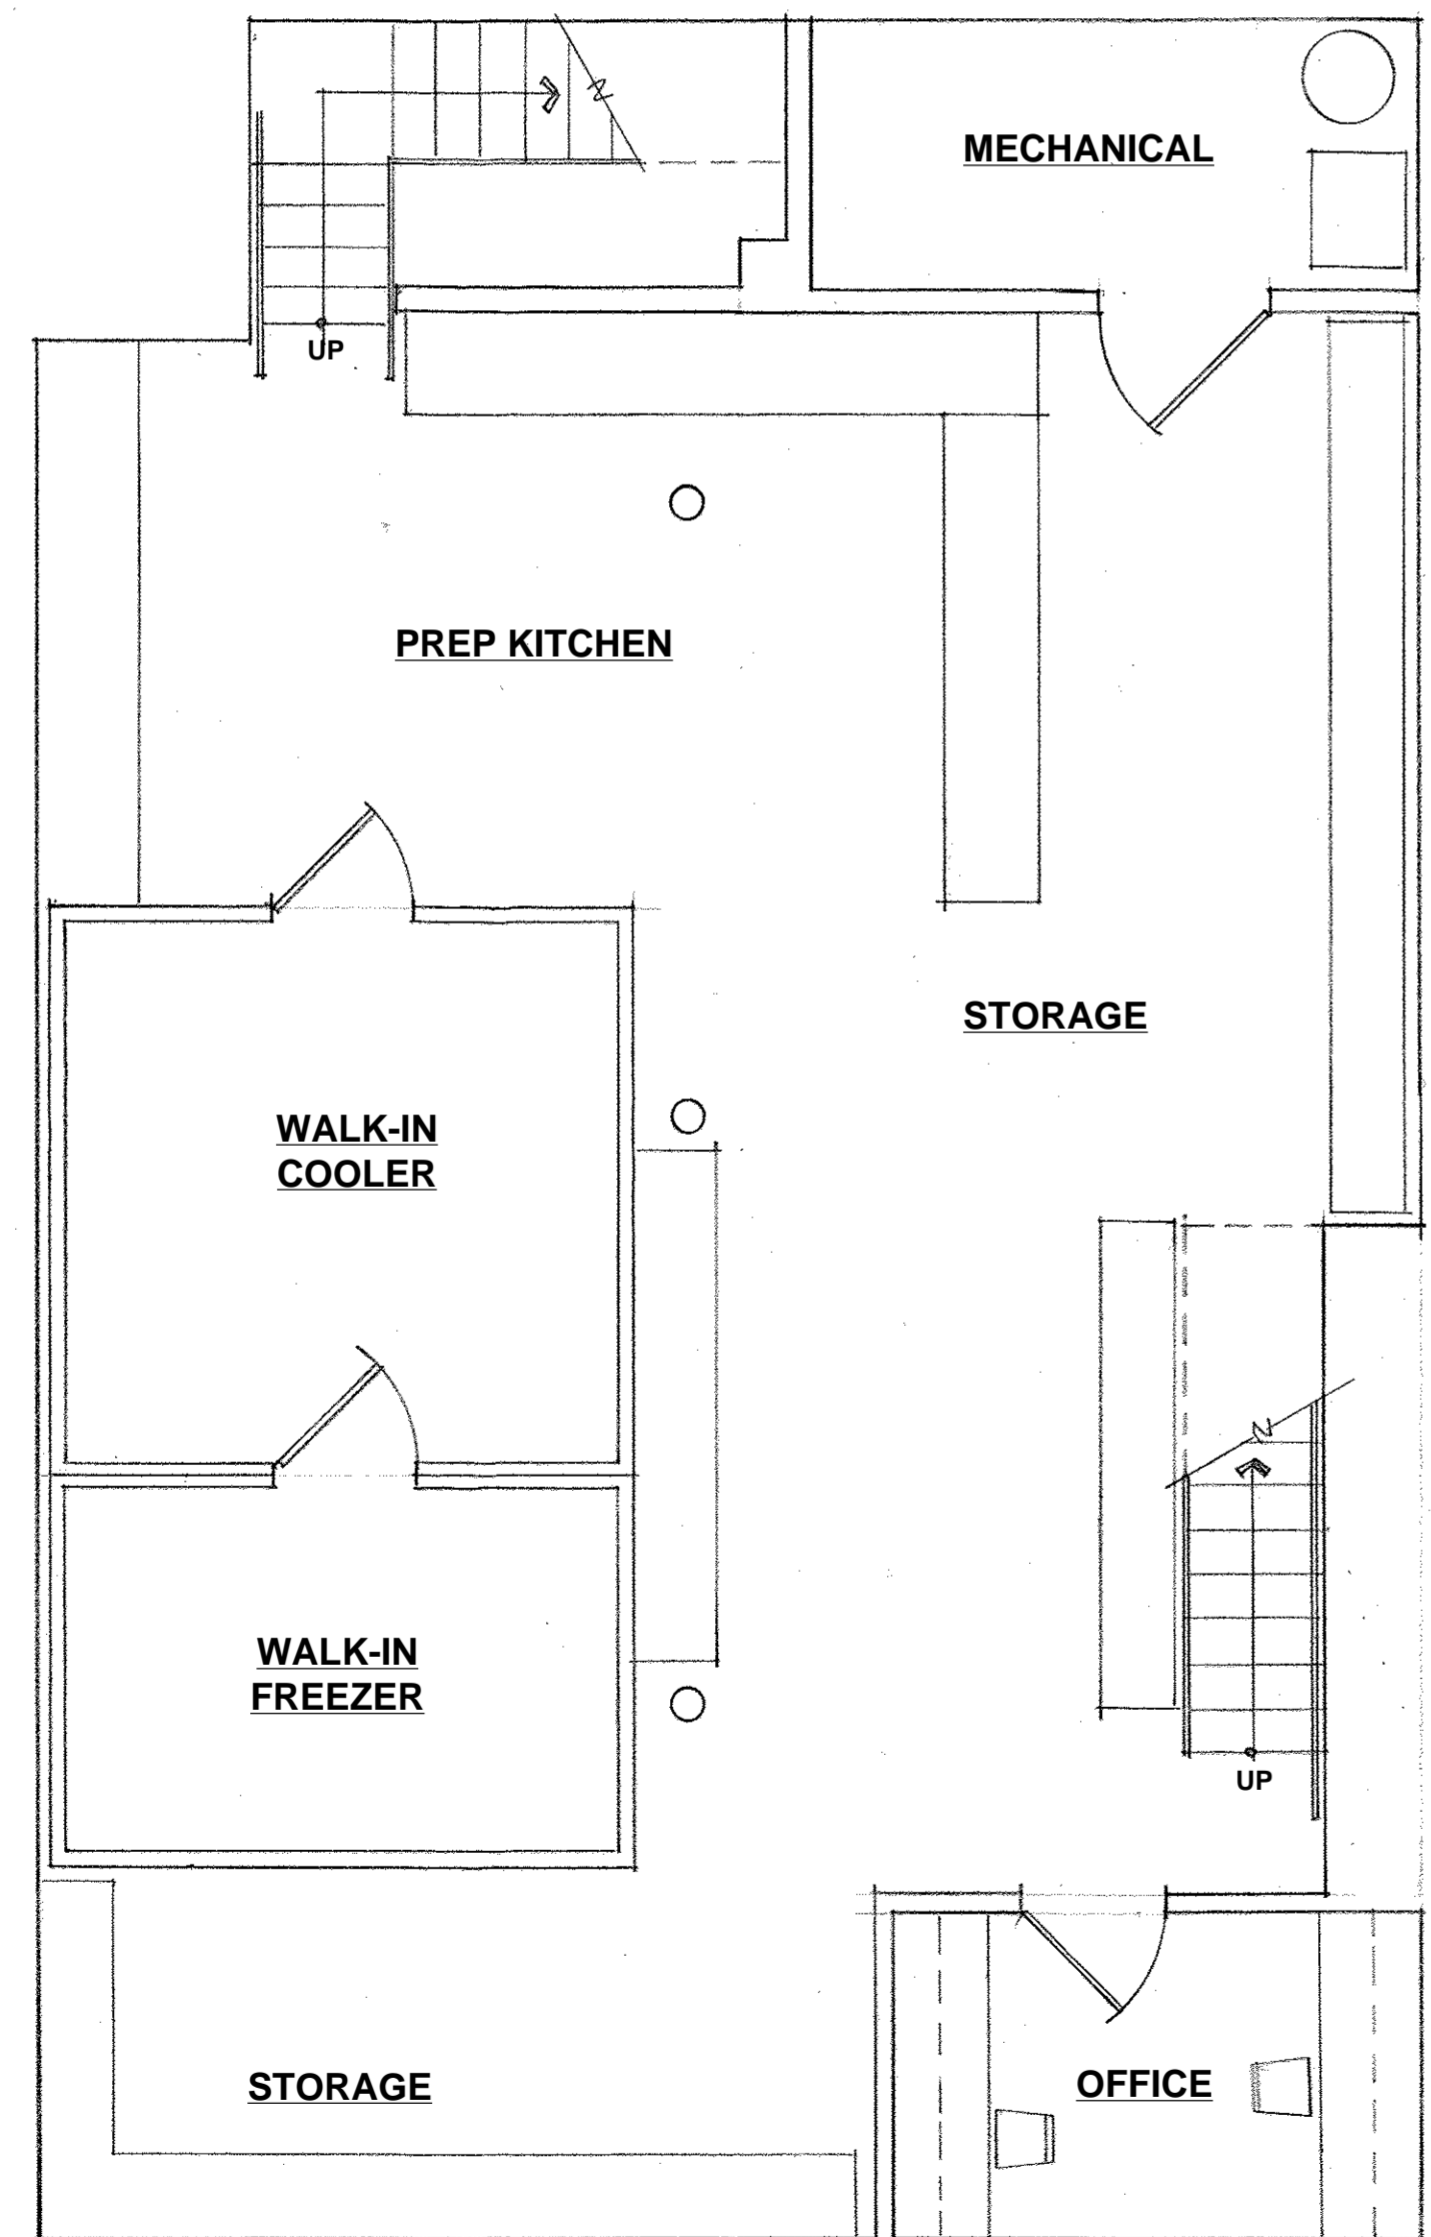 MECHANICAL
UP
PREP KITCHEN
STORAGE
WALK-IN
COOLER
WALK-IN
FREEZER
UP
STORAGE
OFFICE